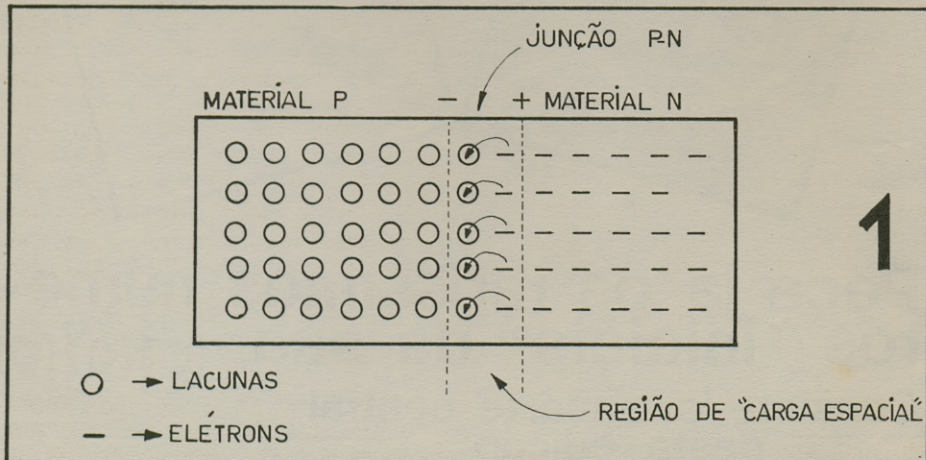 JUNÇÃO P-N
MATERIAL P − + MATERIAL N
1
→ LACUNAS
→ ELÉTRONS
REGIÃO DE "CARGA ESPACIAL"